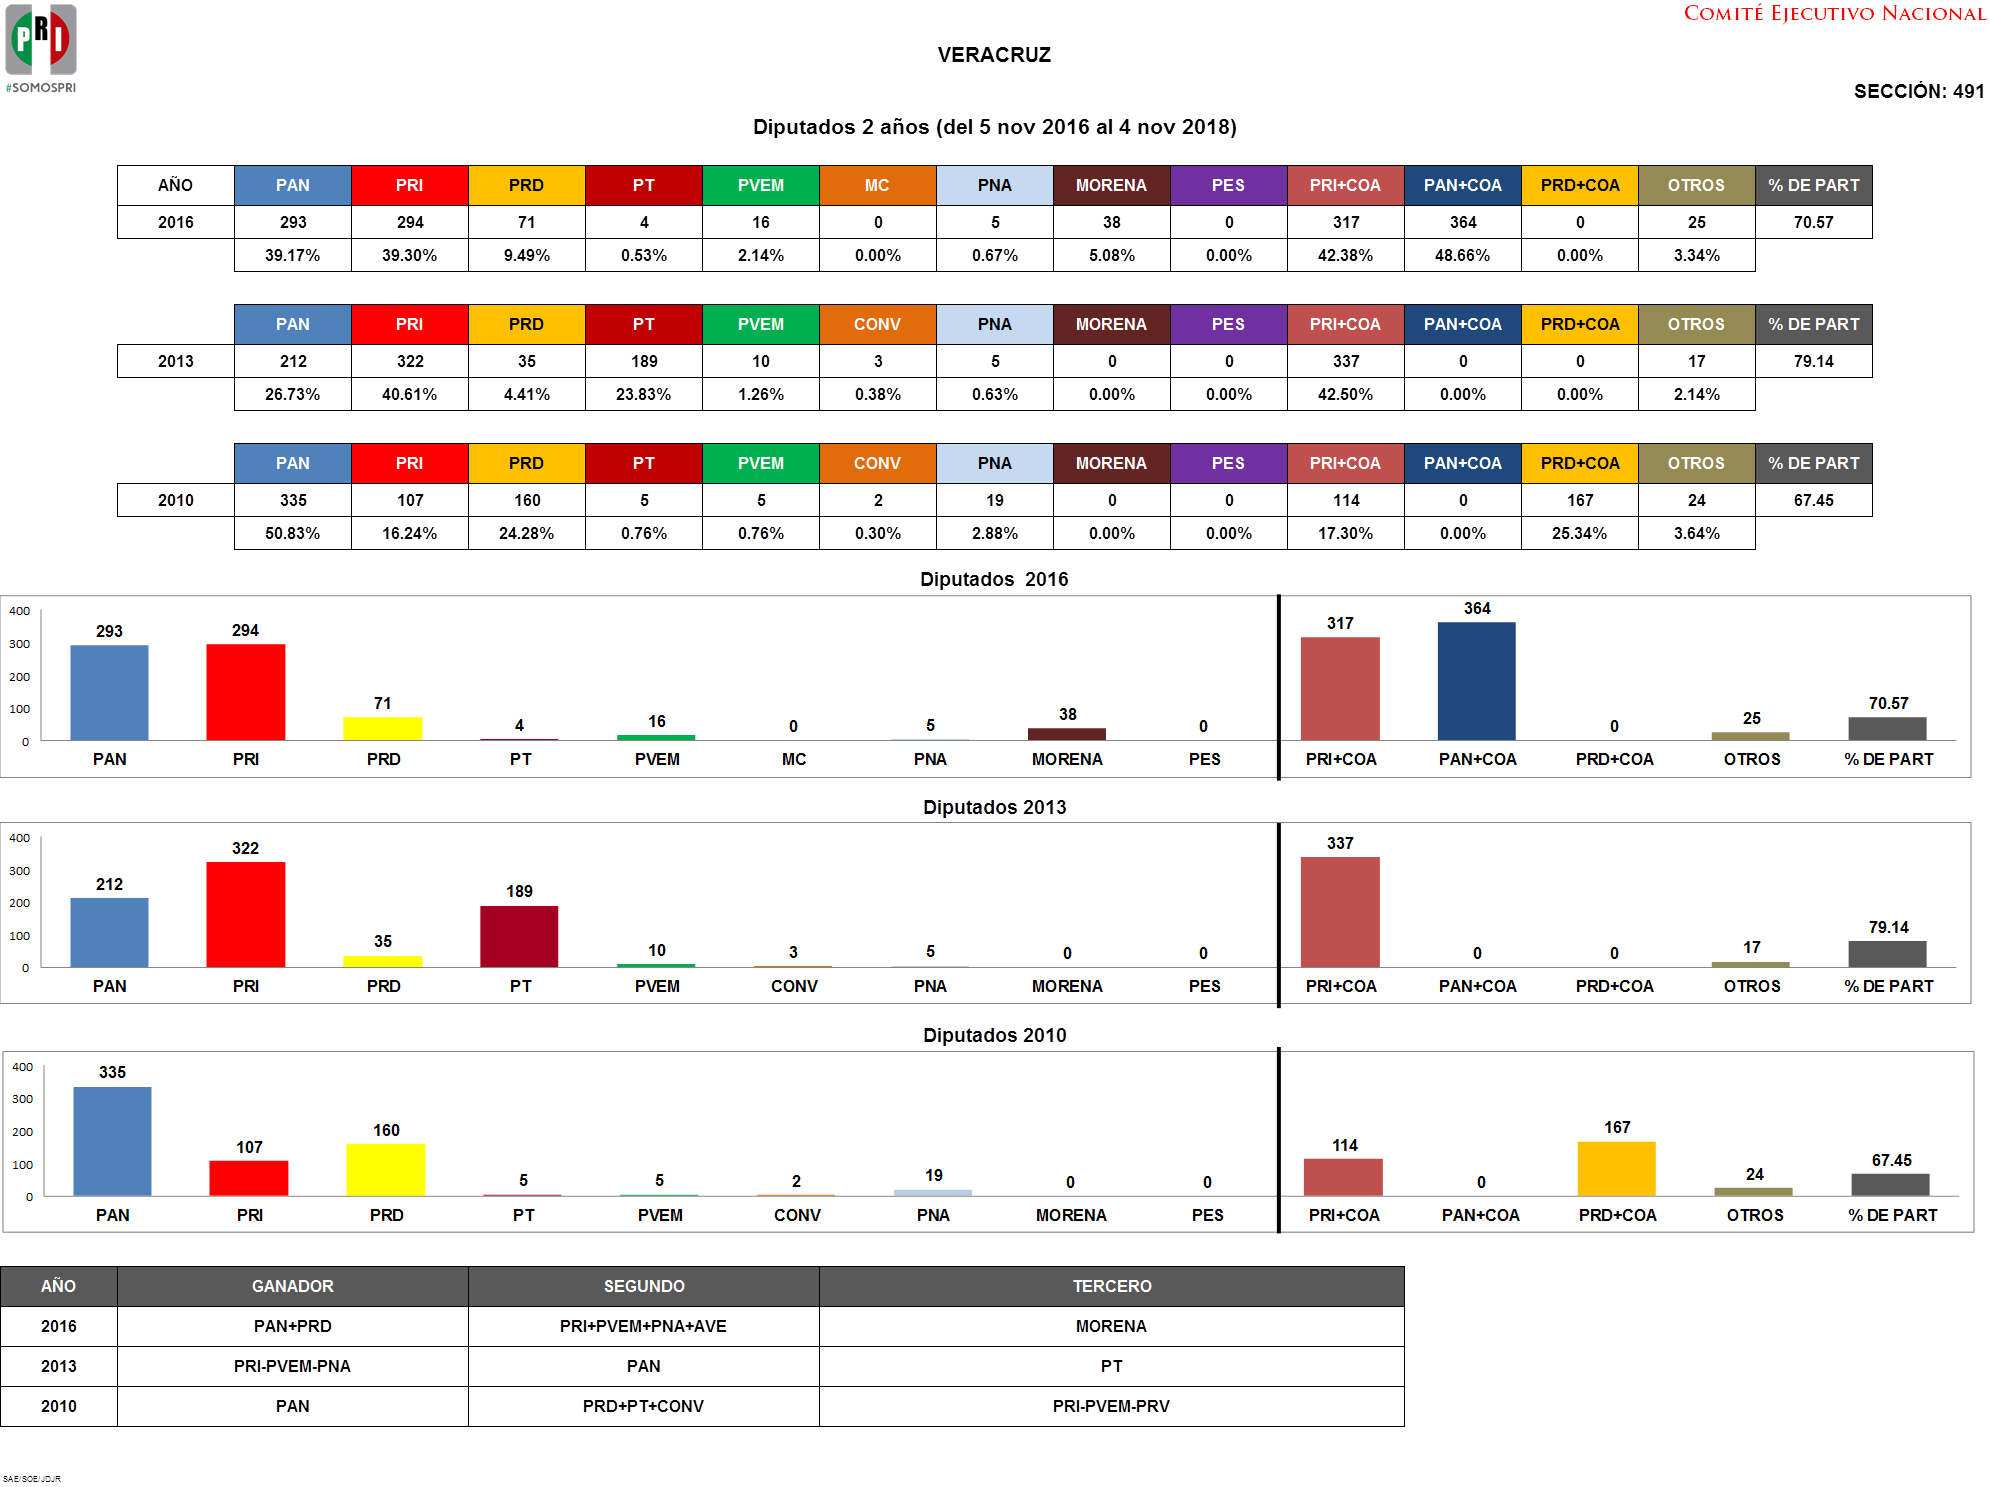 COMITÉ EJECUTIVO NACIONAL
PRI
#SOMOSPRI
VERACRUZ
SECCIÓN: 491
Diputados 2 años (del 5 nov 2016 al 4 nov 2018)
AÑO PAN PRI PRD PT PVEM MC PNA MORENA PES PRI+COA PAN+COA PRD+COA OTROS % DE PART
2016 293 294 71 4 16 0 5 38 0 317 364 0 25 70.57
39.17% 39.30% 9.49% 0.53% 2.14% 0.00% 0.67% 5.08% 0.00% 42.38% 48.66% 0.00% 3.34%
PAN PRI PRD PT PVEM CONV PNA MORENA PES PRI+COA PAN+COA PRD+COA OTROS % DE PART
2013 212 322 35 189 10 3 5 0 0 337 0 0 17 79.14
26.73% 40.61% 4.41% 23.83% 1.26% 0.38% 0.63% 0.00% 0.00% 42.50% 0.00% 0.00% 2.14%
PAN PRI PRD PT PVEM CONV PNA MORENA PES PRI+COA PAN+COA PRD+COA OTROS % DE PART
2010 335 107 160 5 5 2 19 0 0 114 0 167 24 67.45
50.83% 16.24% 24.28% 0.76% 0.76% 0.30% 2.88% 0.00% 0.00% 17.30% 0.00% 25.34% 3.64%
Diputados 2016
400
300
200
100
0
293 294 71 4 16 0 5 38 0 317 364 0 25 70.57
PAN PRI PRD PT PVEM MC PNA MORENA PES PRI+COA PAN+COA PRD+COA OTROS % DE PART
Diputados 2013
400
300
200
100
0
212 322 35 189 10 3 5 0 0 337 0 0 17 79.14
PAN PRI PRD PT PVEM CONV PNA MORENA PES PRI+COA PAN+COA PRD+COA OTROS % DE PART
Diputados 2010
400
300
200
100
0
335 107 160 5 5 2 19 0 0 114 0 167 24 67.45
PAN PRI PRD PT PVEM CONV PNA MORENA PES PRI+COA PAN+COA PRD+COA OTROS % DE PART
AÑO GANADOR SEGUNDO TERCERO
2016 PAN+PRD PRI+PVEM+PNA+AVE MORENA
2013 PRI-PVEM-PNA PAN PT
2010 PAN PRD+PT+CONV PRI-PVEM-PRV
SAE/SOE/JDJR